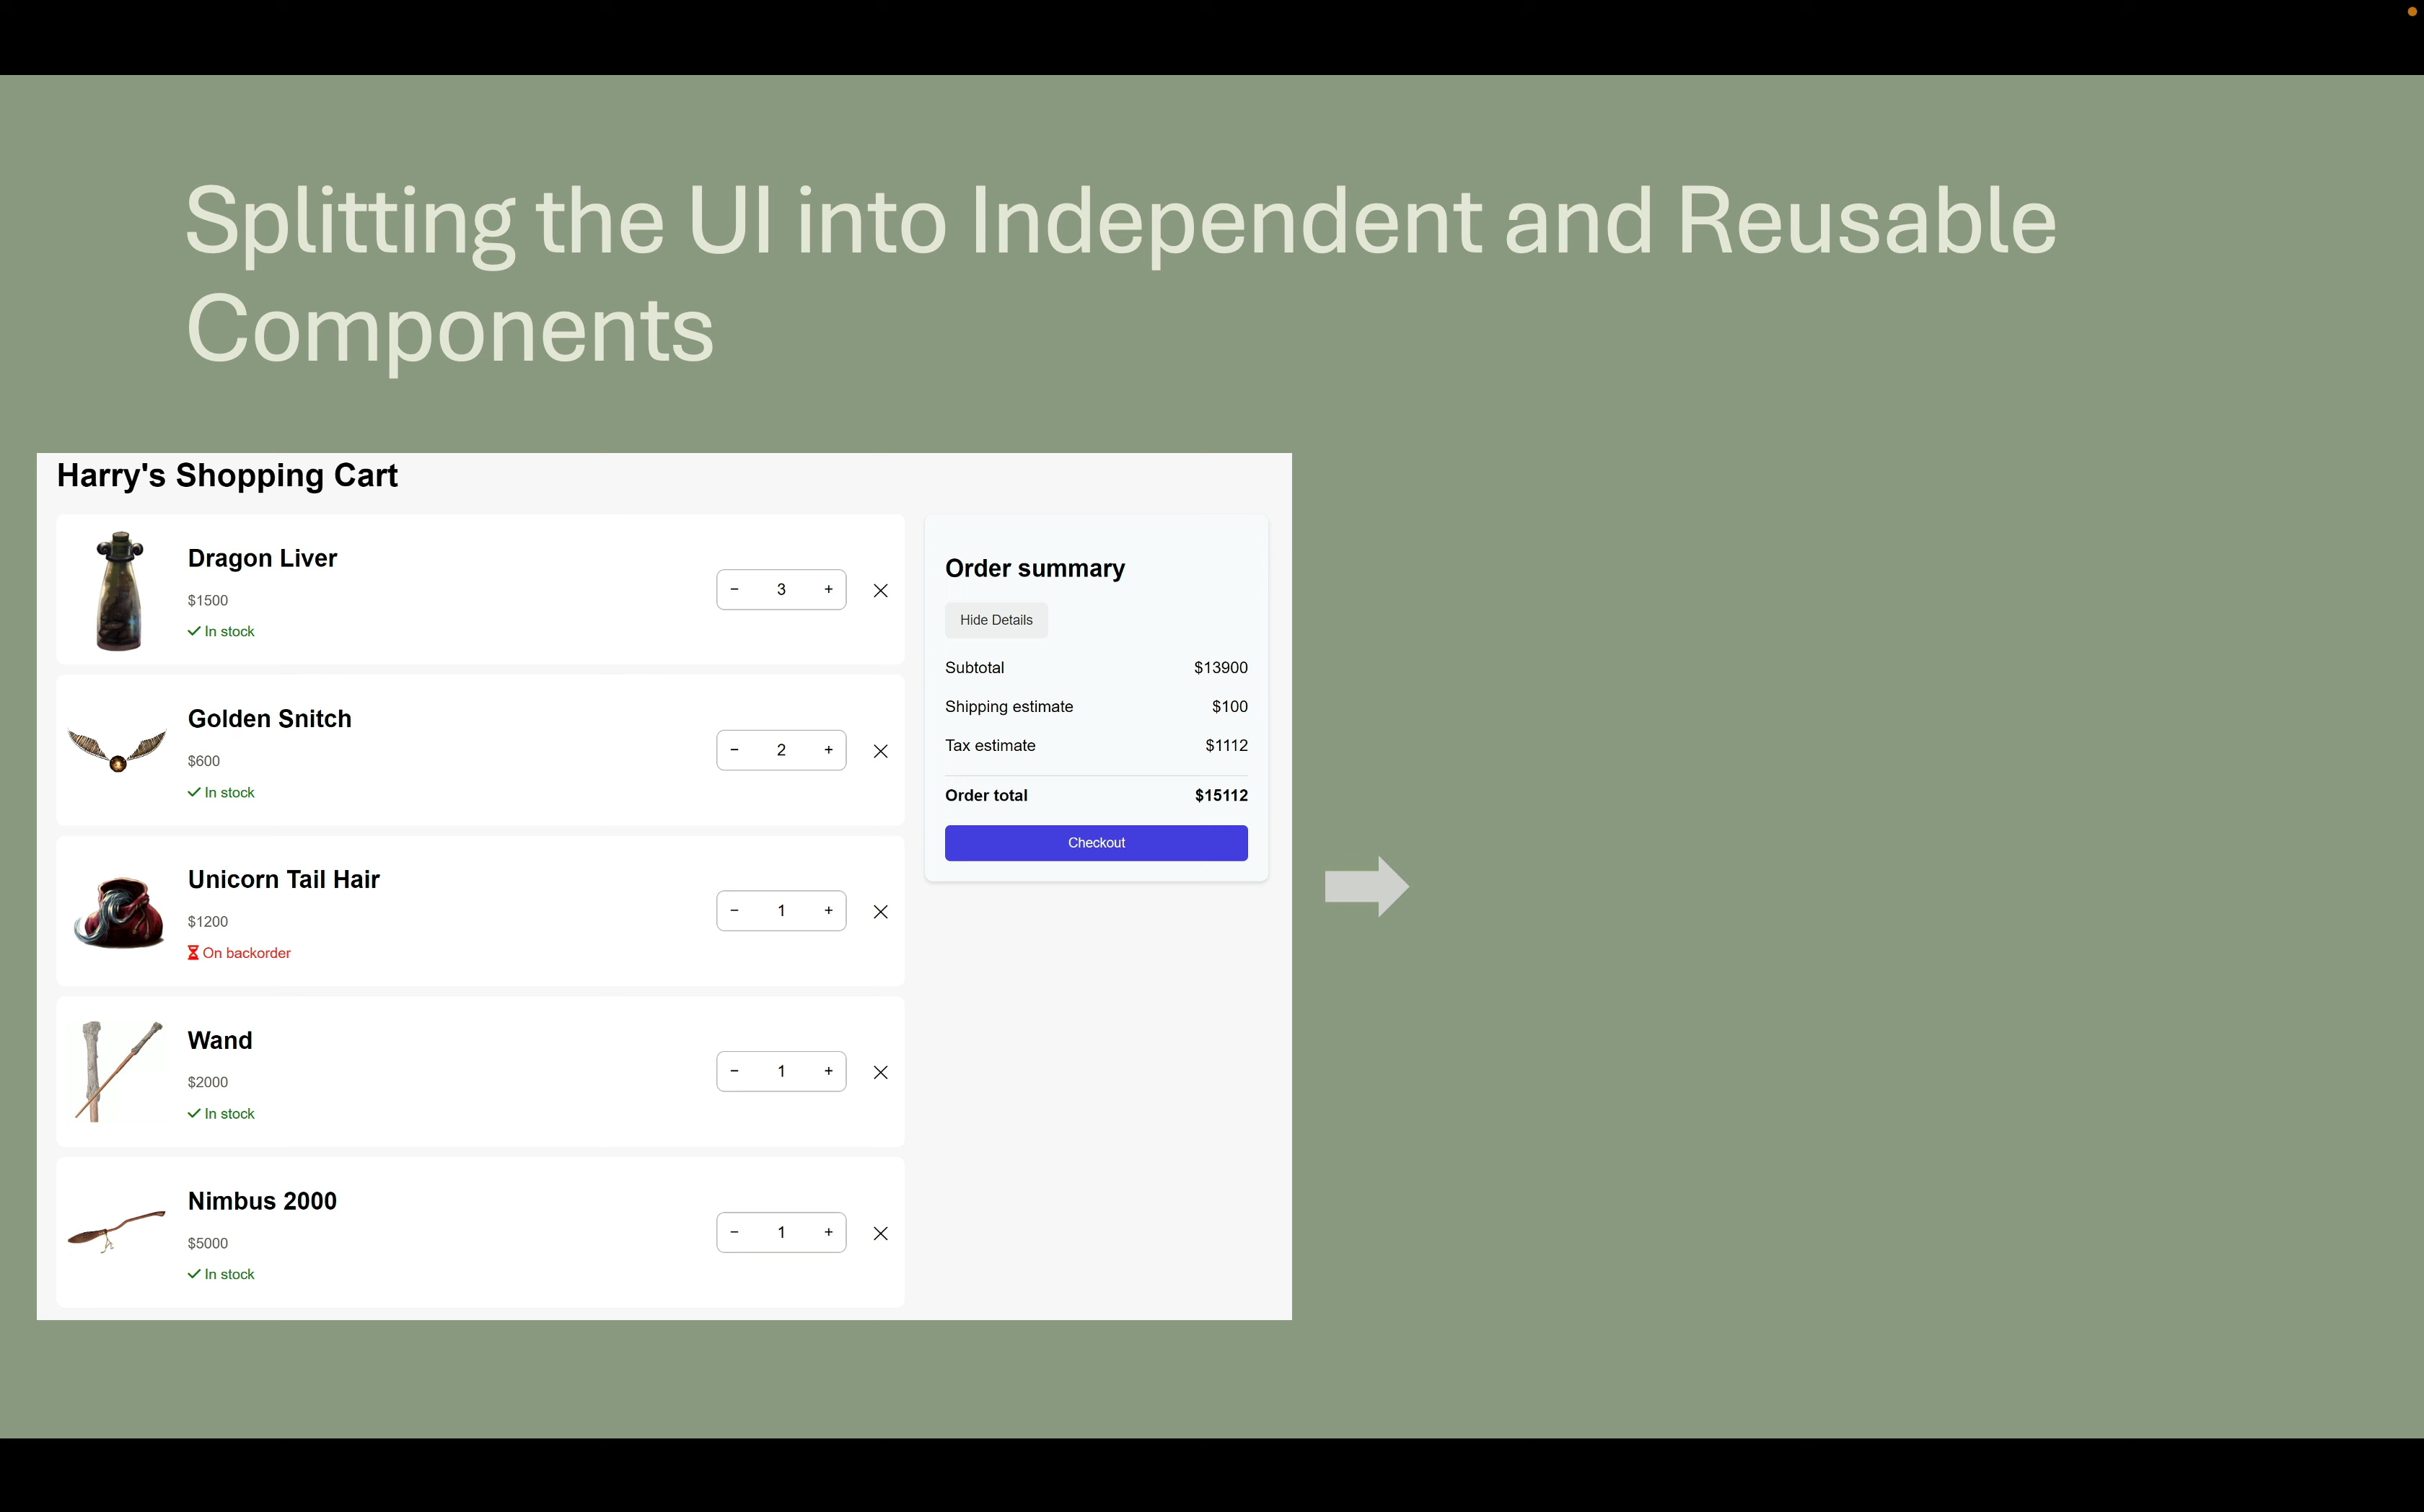 Splitting the UI into Independent and Reusable
Components
Harry's Shopping Cart
Dragon Liver
$1500
In stock
− 3 +
Golden Snitch
$600
In stock
− 2 +
Unicorn Tail Hair
$1200
On backorder
− 1 +
Wand
$2000
In stock
− 1 +
Nimbus 2000
$5000
In stock
− 1 +
Order summary
Hide Details
Subtotal $13900
Shipping estimate $100
Tax estimate $1112
Order total $15112
Checkout